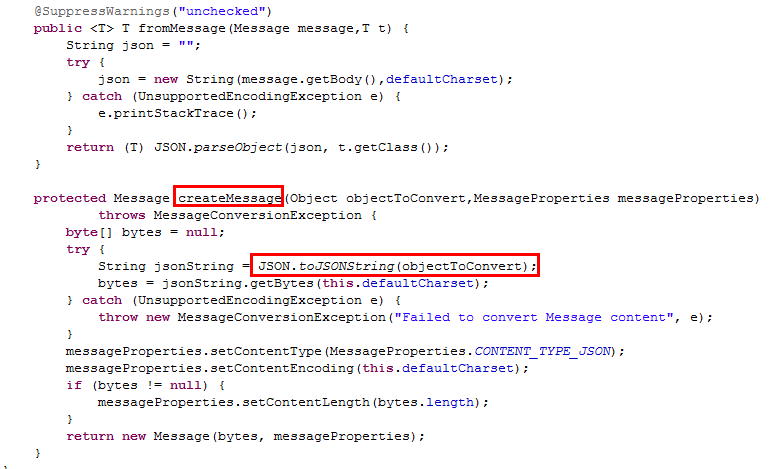 @SuppressWarnings("unchecked")
public <T> T fromMessage(Message message,T t) {
String json = "";
try {
json = new String(message.getBody(),defaultCharset);
} catch (UnsupportedEncodingException e) {
e.printStackTrace();
}
return (T) JSON.parseObject(json, t.getClass());
}
protected Message createMessage(Object objectToConvert,MessageProperties messageProperties)
throws MessageConversionException {
byte[] bytes = null;
try {
String jsonString = JSON.toJSONString(objectToConvert);
bytes = jsonString.getBytes(this.defaultCharset);
} catch (UnsupportedEncodingException e) {
throw new MessageConversionException("Failed to convert Message content", e);
}
messageProperties.setContentType(MessageProperties.CONTENT_TYPE_JSON);
messageProperties.setContentEncoding(this.defaultCharset);
if (bytes != null) {
messageProperties.setContentLength(bytes.length);
}
return new Message(bytes, messageProperties);
}